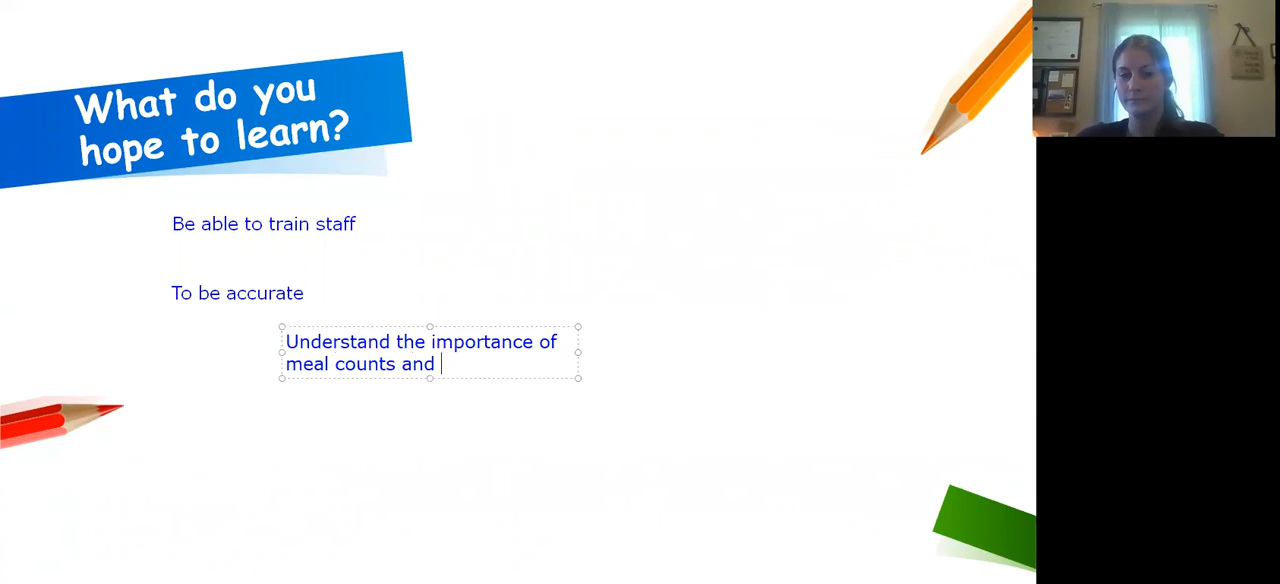 What do you
hope to learn?
Be able to train staff
To be accurate
Understand the importance of
meal counts and